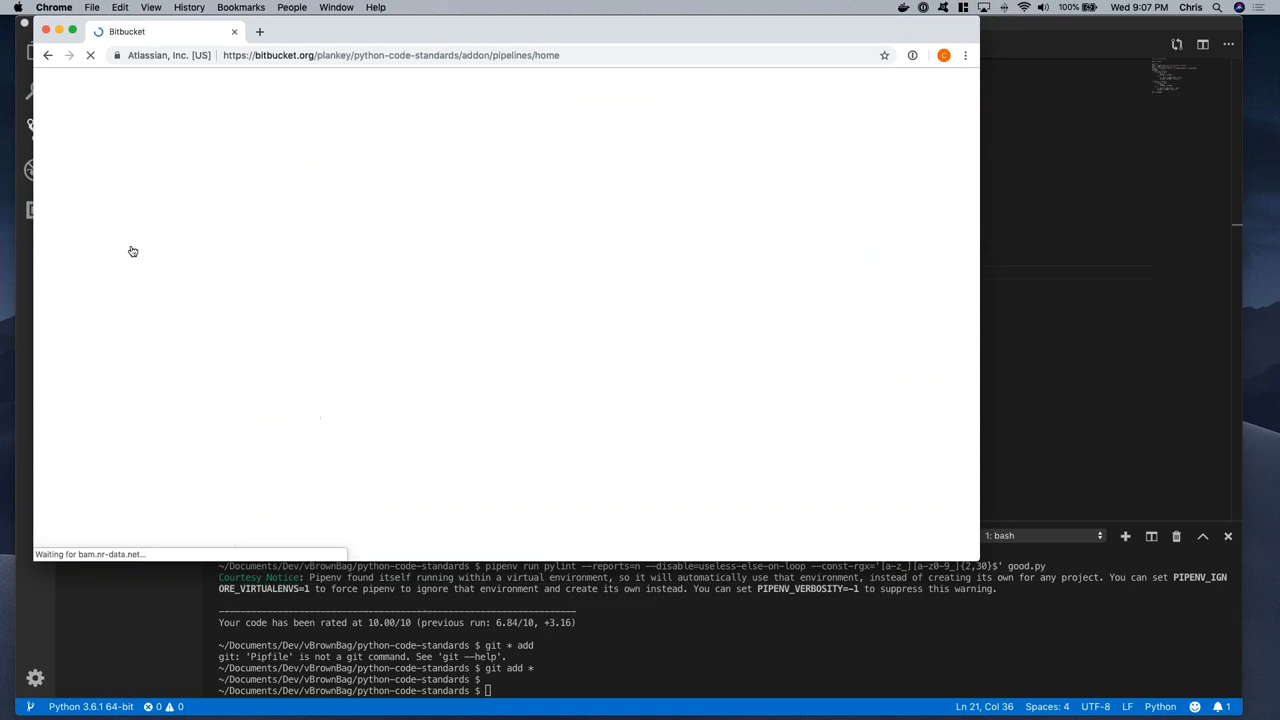 Chrome File Edit View History Bookmarks People Window Help 100% Wed 9:07 PM Chris
Bitbucket
Atlassian, Inc. [US] https://bitbucket.org/plankey/python-code-standards/addon/pipelines/home
C
Waiting for bam.nr-data.net...
1: bash
~/Documents/Dev/vBrownBag/python-code-standards $ pipenv run pylint --reports=n --disable=useless-else-on-loop --const-rgx='[a-z_][a-z0-9_]{2,30}$' good.py
Courtesy Notice: Pipenv found itself running within a virtual environment, so it will automatically use that environment, instead of creating its own for any project. You can set PIPENV_IGN
ORE_VIRTUALENVS=1 to force pipenv to ignore that environment and create its own instead. You can set PIPENV_VERBOSITY=-1 to suppress this warning.
--------------------------------------------------------------------
Your code has been rated at 10.00/10 (previous run: 6.84/10, +3.16)
~/Documents/Dev/vBrownBag/python-code-standards $ git * add
git: 'Pipfile' is not a git command. See 'git --help'.
~/Documents/Dev/vBrownBag/python-code-standards $ git add *
~/Documents/Dev/vBrownBag/python-code-standards $
~/Documents/Dev/vBrownBag/python-code-standards $
Python 3.6.1 64-bit 0 0 Ln 21, Col 36 Spaces: 4 UTF-8 LF Python 1